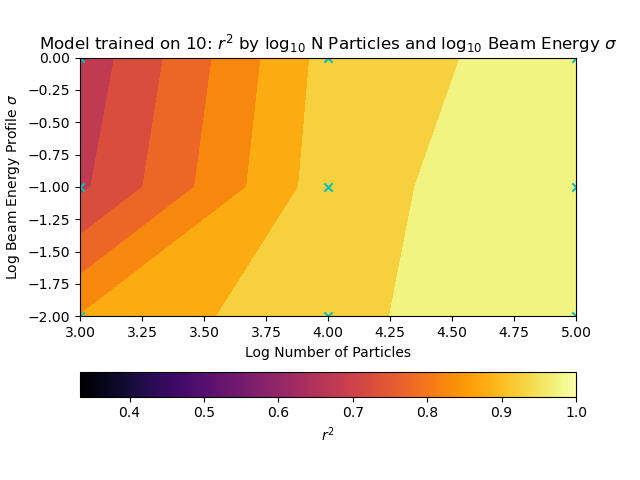 Model trained on 10: r² by log₁₀ N Particles and log₁₀ Beam Energy σ
0.00
−0.25
−0.50
−0.75
−1.00
−1.25
−1.50
−1.75
−2.00
Log Beam Energy Profile σ
3.00 3.25 3.50 3.75 4.00 4.25 4.50 4.75 5.00
Log Number of Particles
0.4 0.5 0.6 0.7 0.8 0.9 1.0
r²